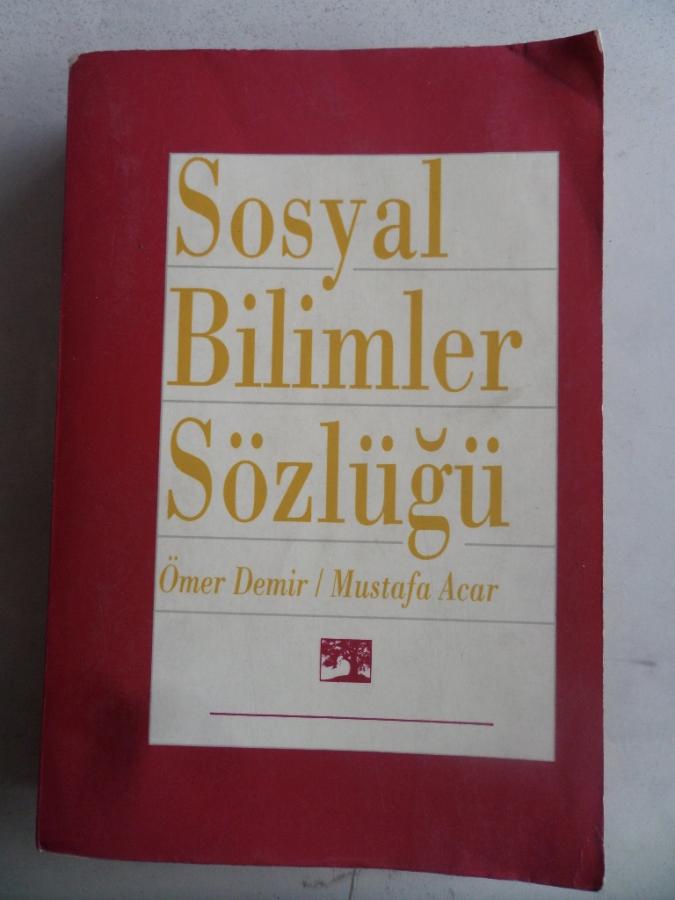 Sosyal
Bilimler
Sözlüğü
Ömer Demir / Mustafa Acar